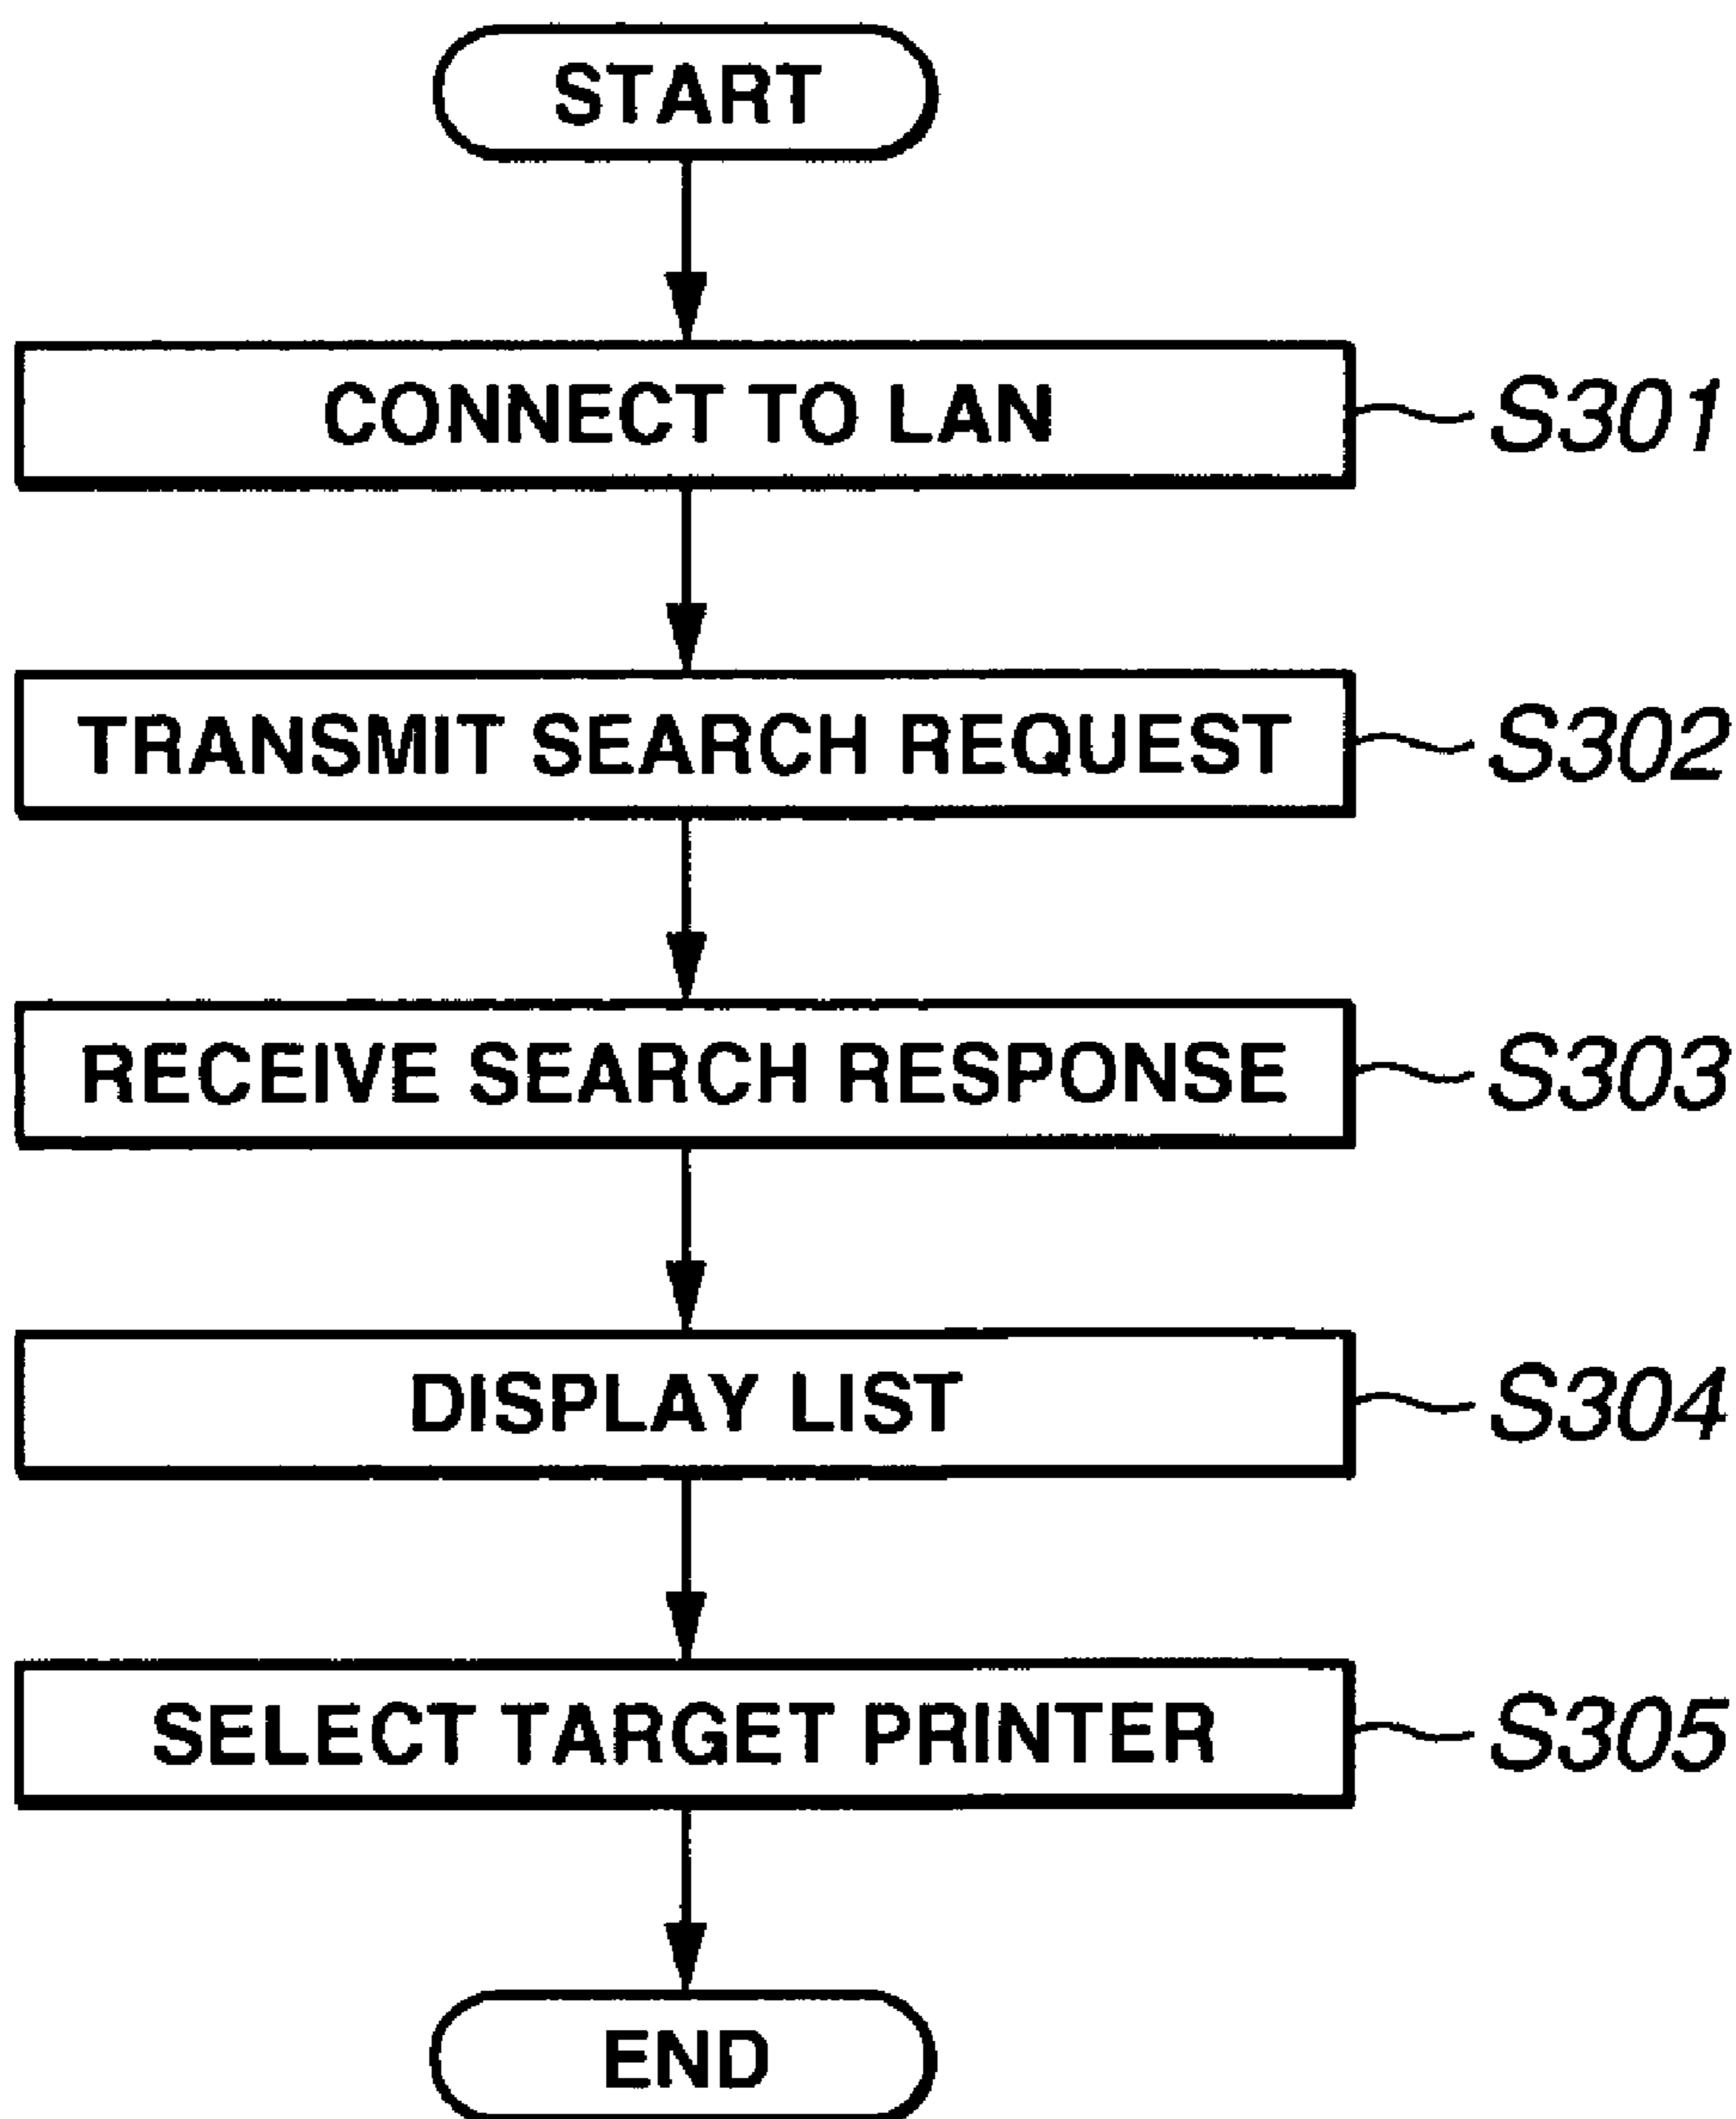 START
CONNECT TO LAN S301
TRANSMIT SEARCH REQUEST S302
RECEIVE SEARCH RESPONSE S303
DISPLAY LIST S304
SELECT TARGET PRINTER S305
END